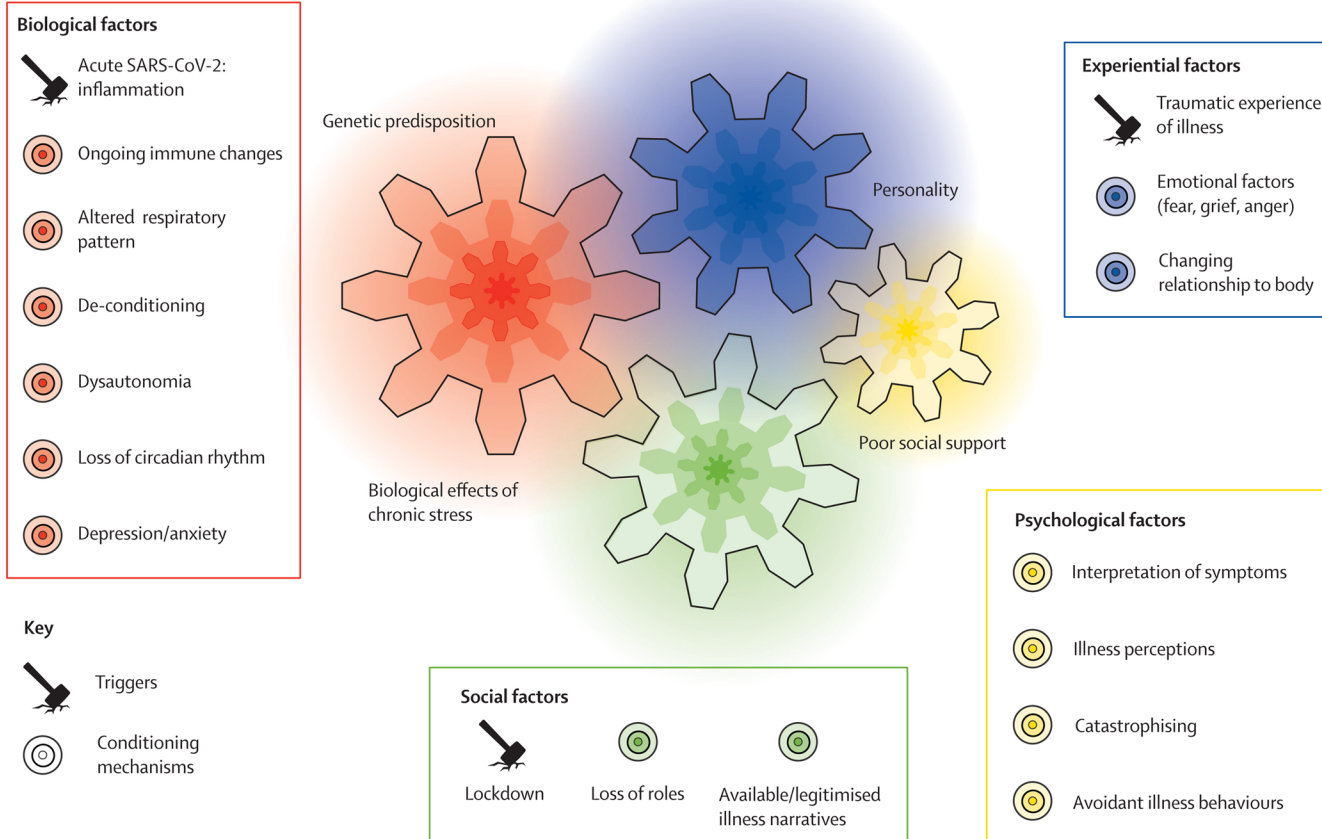 Biological factors
Acute SARS-CoV-2:
inflammation
Ongoing immune changes
Altered respiratory
pattern
De-conditioning
Dysautonomia
Loss of circadian rhythm
Depression/anxiety
Key
Triggers
Conditioning
mechanisms
Genetic predisposition
Biological effects of
chronic stress
Personality
Poor social support
Experiential factors
Traumatic experience
of illness
Emotional factors
(fear, grief, anger)
Changing
relationship to body
Psychological factors
Interpretation of symptoms
Illness perceptions
Catastrophising
Avoidant illness behaviours
Social factors
Lockdown
Loss of roles
Available/legitimised
illness narratives